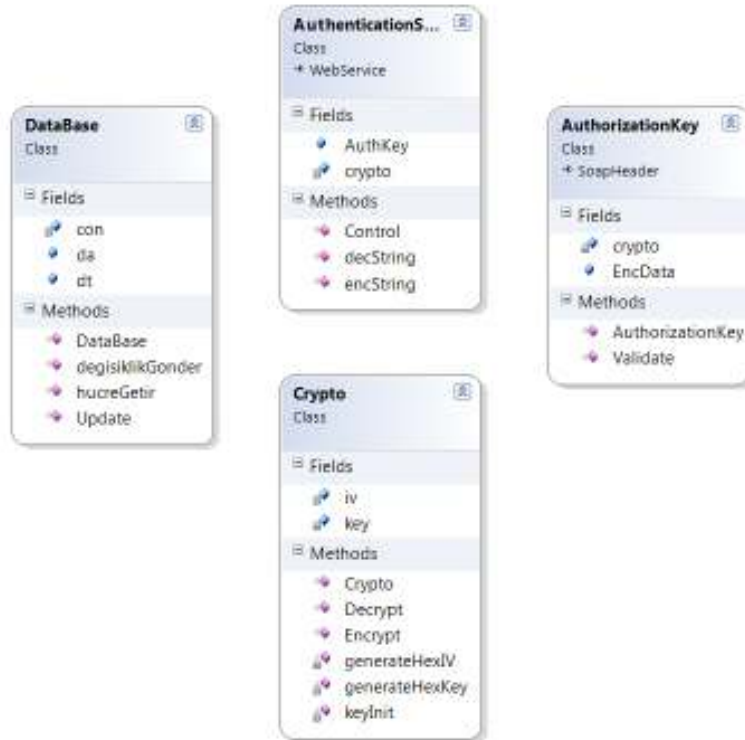 DataBase
Class
Fields
con
da
dt
Methods
DataBase
degisiklikGonder
hucreGetir
Update
AuthenticationS...
Class
→ WebService
Fields
AuthKey
crypto
Methods
Control
decString
encString
Crypto
Class
Fields
iv
key
Methods
Crypto
Decrypt
Encrypt
generateHexIV
generateHexKey
keyInit
AuthorizationKey
Class
→ SoapHeader
Fields
crypto
EncData
Methods
AuthorizationKey
Validate